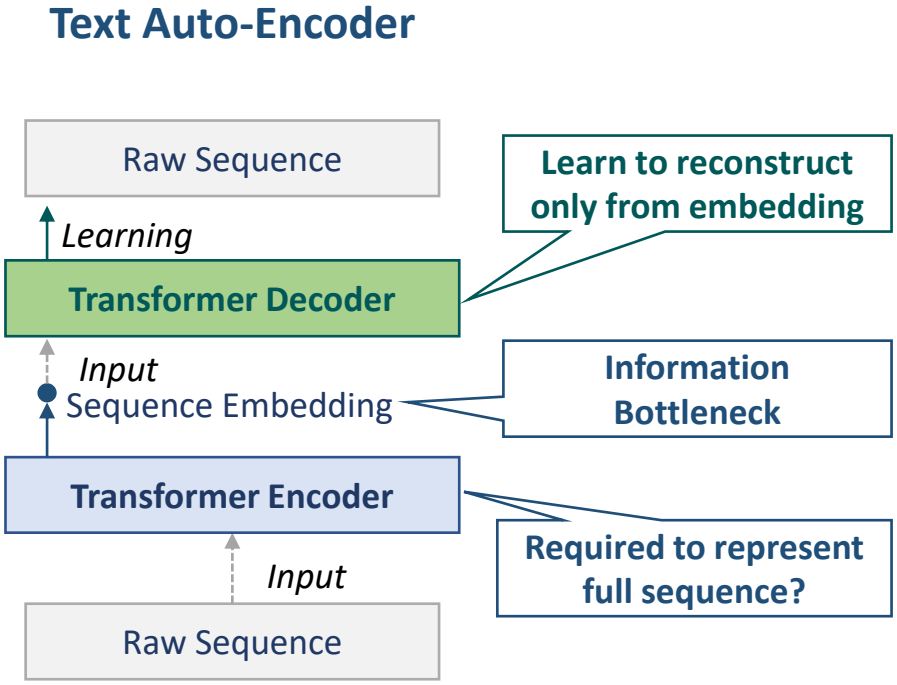 Text Auto-Encoder
Raw Sequence
Learn to reconstruct
only from embedding
Learning
Transformer Decoder
Input
Sequence Embedding
Information
Bottleneck
Transformer Encoder
Required to represent
full sequence?
Input
Raw Sequence